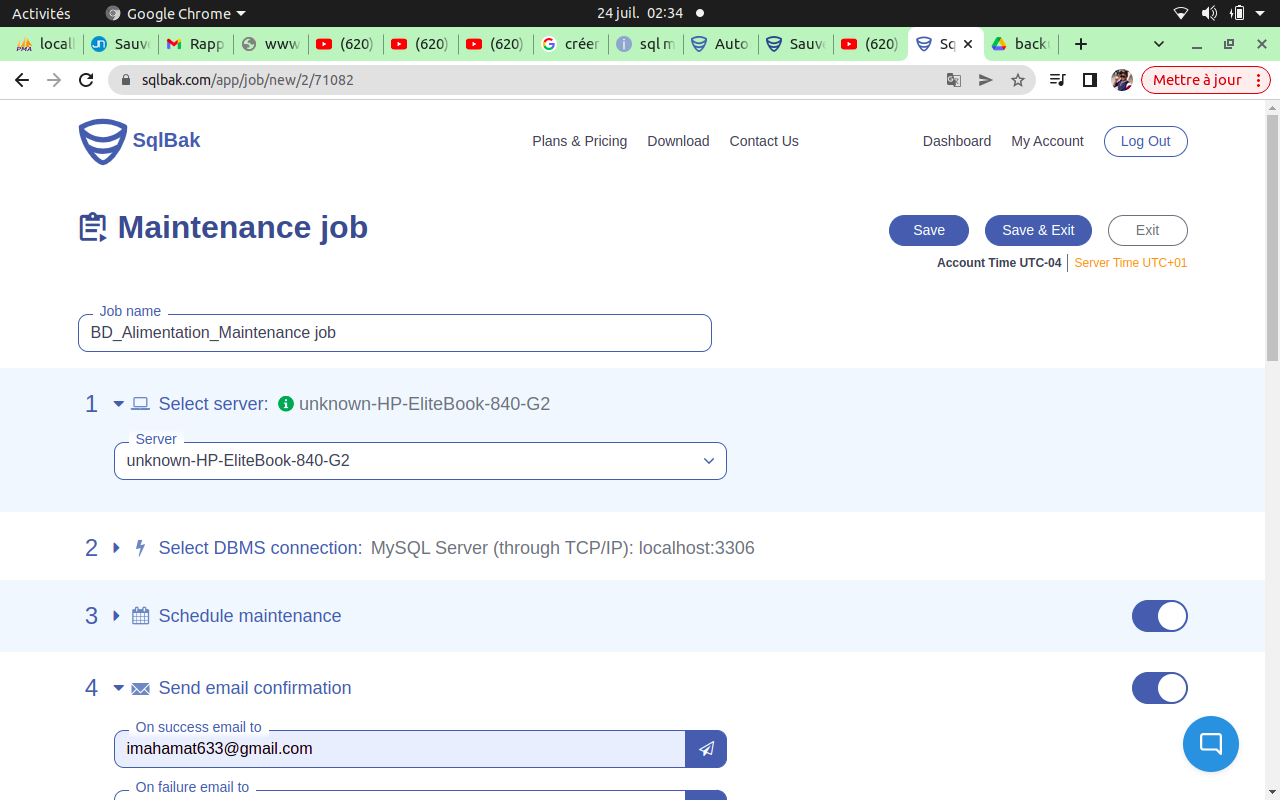 Activités
Google Chrome
24 juil. 02:34
PMA
locall
Sauve
Rapp
www
(620)
(620)
(620)
créer
sql m
Auto
Sauve
(620)
Sq
back
sqlbak.com/app/job/new/2/71082
Mettre à jour
SqlBak
Plans & Pricing
Download
Contact Us
Dashboard
My Account
Log Out
Maintenance job
Save
Save & Exit
Exit
Account Time UTC-04
Server Time UTC+01
Job name
BD_Alimentation_Maintenance job
1 Select server: unknown-HP-EliteBook-840-G2
Server
unknown-HP-EliteBook-840-G2
2 Select DBMS connection: MySQL Server (through TCP/IP): localhost:3306
3 Schedule maintenance
4 Send email confirmation
On success email to
imahamat633@gmail.com
On failure email to